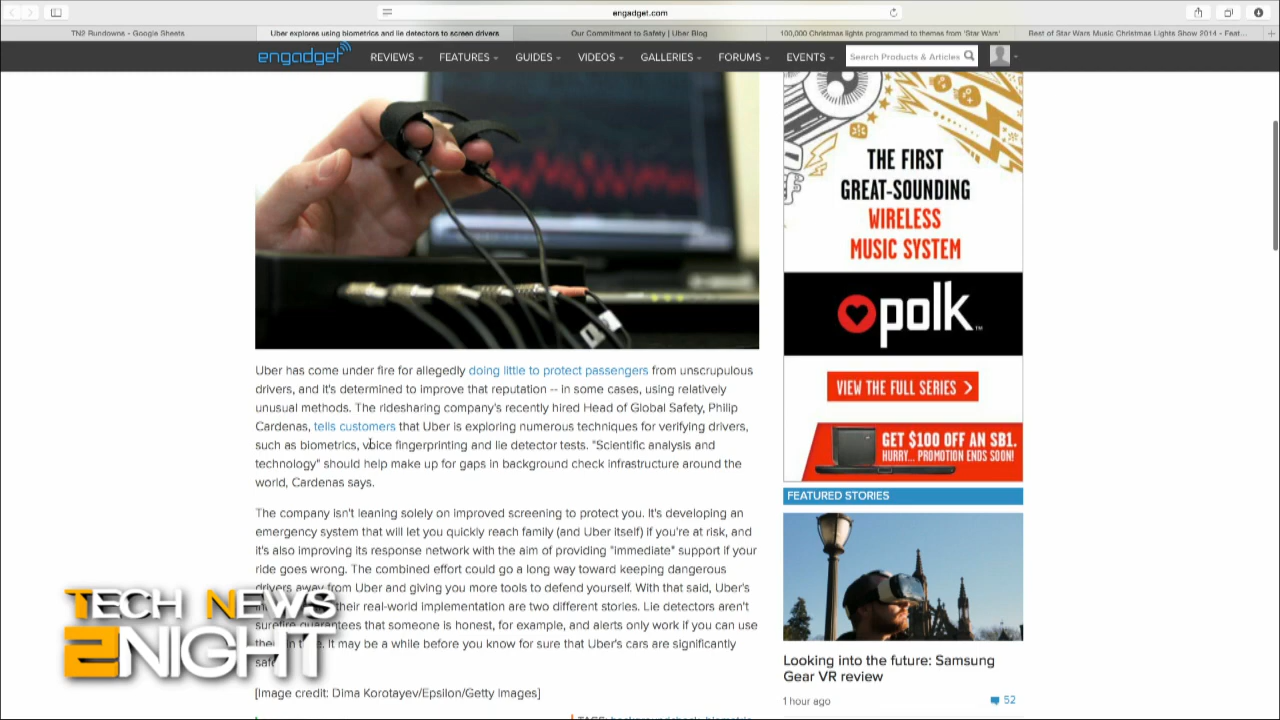 engadget.com
TN2 Rundowns - Google Sheets
Uber explores using biometrics and lie detectors to screen drivers
Our Commitment to Safety | Uber Blog
100,000 Christmas lights programmed to themes from 'Star Wars'
Best of Star Wars Music Christmas Lights Show 2014 - Feat...
engadget
REVIEWS
FEATURES
GUIDES
VIDEOS
GALLERIES
FORUMS
EVENTS
Search Products & Articles
Uber has come under fire for allegedly doing little to protect passengers from unscrupulous
drivers, and it's determined to improve that reputation -- in some cases, using relatively
unusual methods. The ridesharing company's recently hired Head of Global Safety, Philip
Cardenas, tells customers that Uber is exploring numerous techniques for verifying drivers,
such as biometrics, voice fingerprinting and lie detector tests. "Scientific analysis and
technology" should help make up for gaps in background check infrastructure around the
world, Cardenas says.
The company isn't leaning solely on improved screening to protect you. It's developing an
emergency system that will let you quickly reach family (and Uber itself) if you're at risk, and
it's also improving its response network with the aim of providing "immediate" support if your
ride goes wrong. The combined effort could go a long way toward keeping dangerous
drivers away from Uber and giving you more tools to defend yourself. With that said, Uber's
their real-world implementation are two different stories. Lie detectors aren't
surefire guarantees that someone is honest, for example, and alerts only work if you can use
It may be a while before you know for sure that Uber's cars are significantly
[Image credit: Dima Korotayev/Epsilon/Getty Images]
THE FIRST
GREAT-SOUNDING
WIRELESS
MUSIC SYSTEM
polk
VIEW THE FULL SERIES
GET $100 OFF AN SB1.
HURRY... PROMOTION ENDS SOON!
FEATURED STORIES
Looking into the future: Samsung
Gear VR review
1 hour ago
52
TECH NEWS
2NIGHT